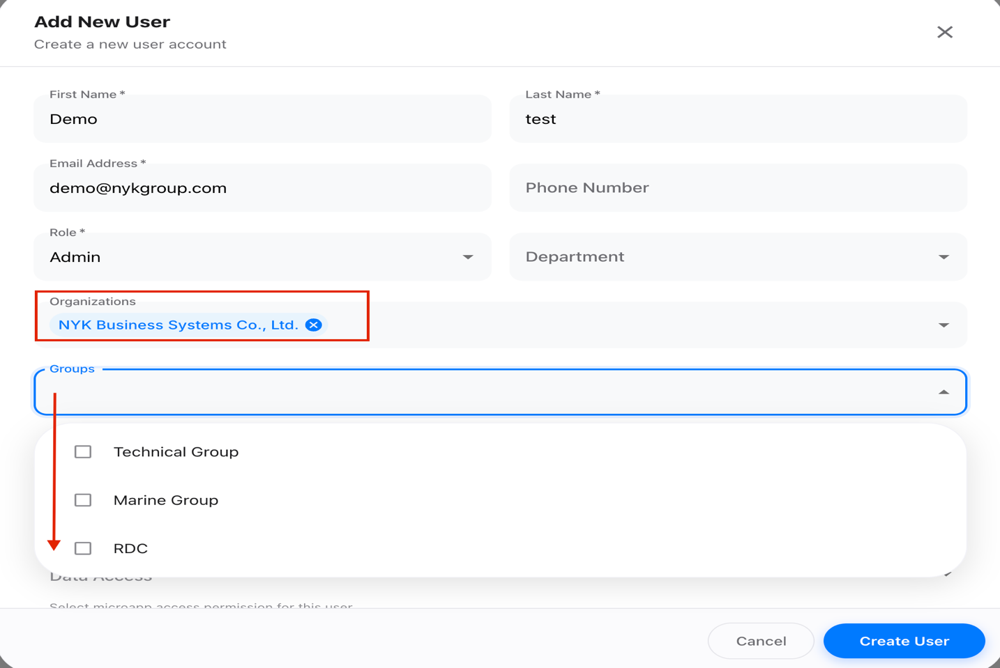 Add New User
Create a new user account
First Name *
Last Name *
Demo
test
Email Address *
demo@nykgroup.com
Phone Number
Role *
Admin
Department
Organizations
NYK Business Systems Co., Ltd.
Groups
Technical Group
Marine Group
RDC
Data Access
Select microapp access permission for this user
Cancel
Create User